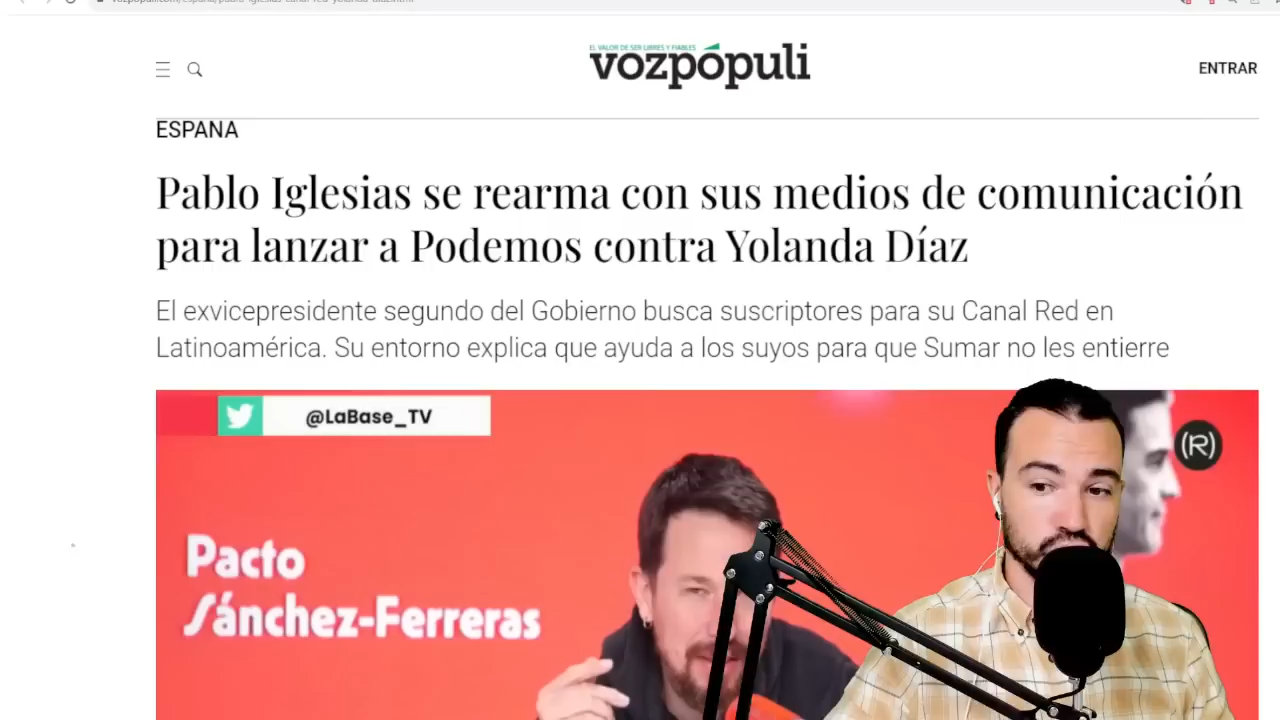 EL VALOR DE SER LIBRES Y FIABLES
vozpópuli
ENTRAR
ESPAÑA
Pablo Iglesias se rearma con sus medios de comunicación
para lanzar a Podemos contra Yolanda Díaz
El exvicepresidente segundo del Gobierno busca suscriptores para su Canal Red en
Latinoamérica. Su entorno explica que ayuda a los suyos para que Sumar no les entierre
@LaBase_TV
(R)
Pacto
Sánchez-Ferreras